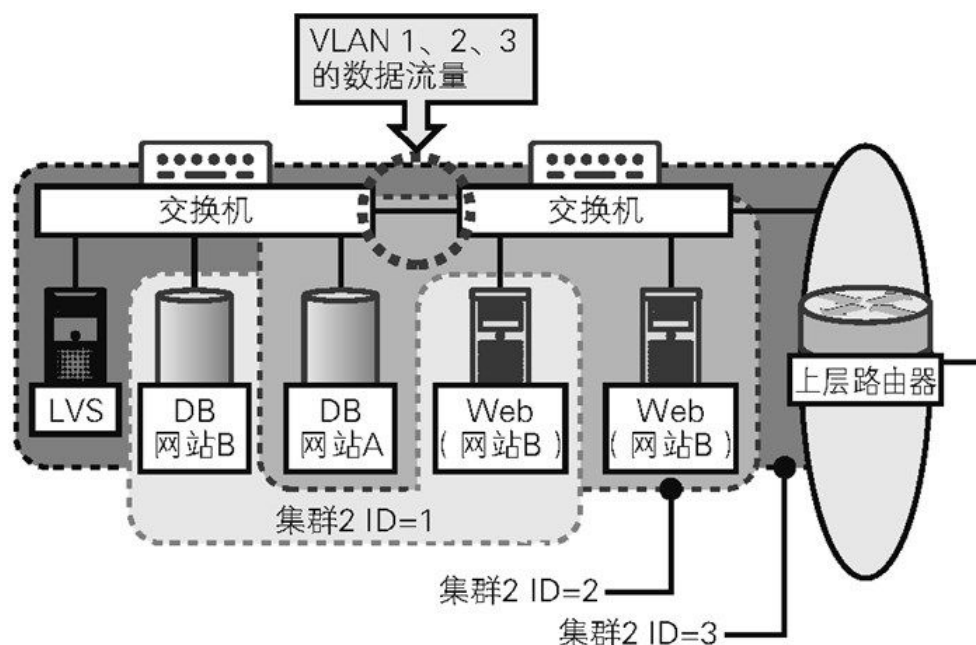 VLAN 1、2、3
的数据流量
交换机
交换机
LVS
DB
网站B
DB
网站A
Web
(网站B)
Web
(网站B)
上层路由器
集群2 ID=1
集群2 ID=2
集群2 ID=3